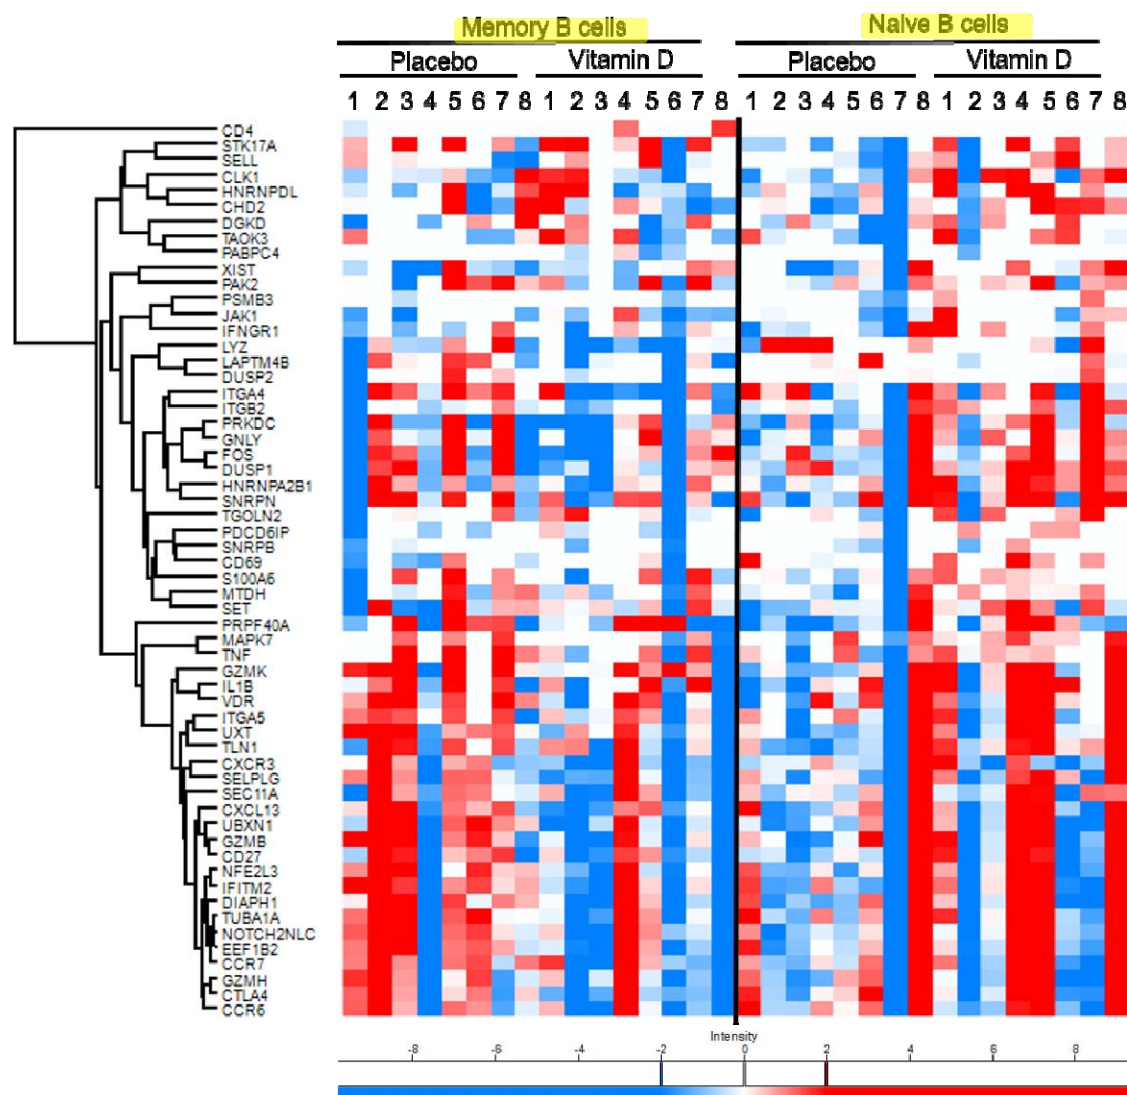 Memory B cells Naive B cells
Placebo Vitamin D Placebo Vitamin D
1 2 3 4 5 6 7 8 1 2 3 4 5 6 7 8 1 2 3 4 5 6 7 8 1 2 3 4 5 6 7 8
CD4
STK17A
SELL
CLK1
HNRNPDL
CHD2
DGKD
TAOK3
PABPC4
XIST
PAK2
PSMB3
JAK1
IFNGR1
LYZ
LAPTM4B
DUSP2
ITGA4
ITGB2
PRKDC
GNLY
FOS
DUSP1
HNRNPA2B1
SNRPN
TGOLN2
PDCD6IP
SNRPB
CD69
S100A6
MTDH
SET
PRPF40A
MAPK7
TNF
GZMK
IL1B
VDR
ITGA5
UXT
TLN1
CXCR3
SELPLG
SEC11A
CXCL13
UBXN1
GZMB
CD27
NFE2L3
IFITM2
DIAPH1
TUBA1A
NOTCH2NLC
EEF1B2
CCR7
GZMH
CTLA4
CCR6
Intensity
-8 -6 -4 -2 0 2 4 6 8